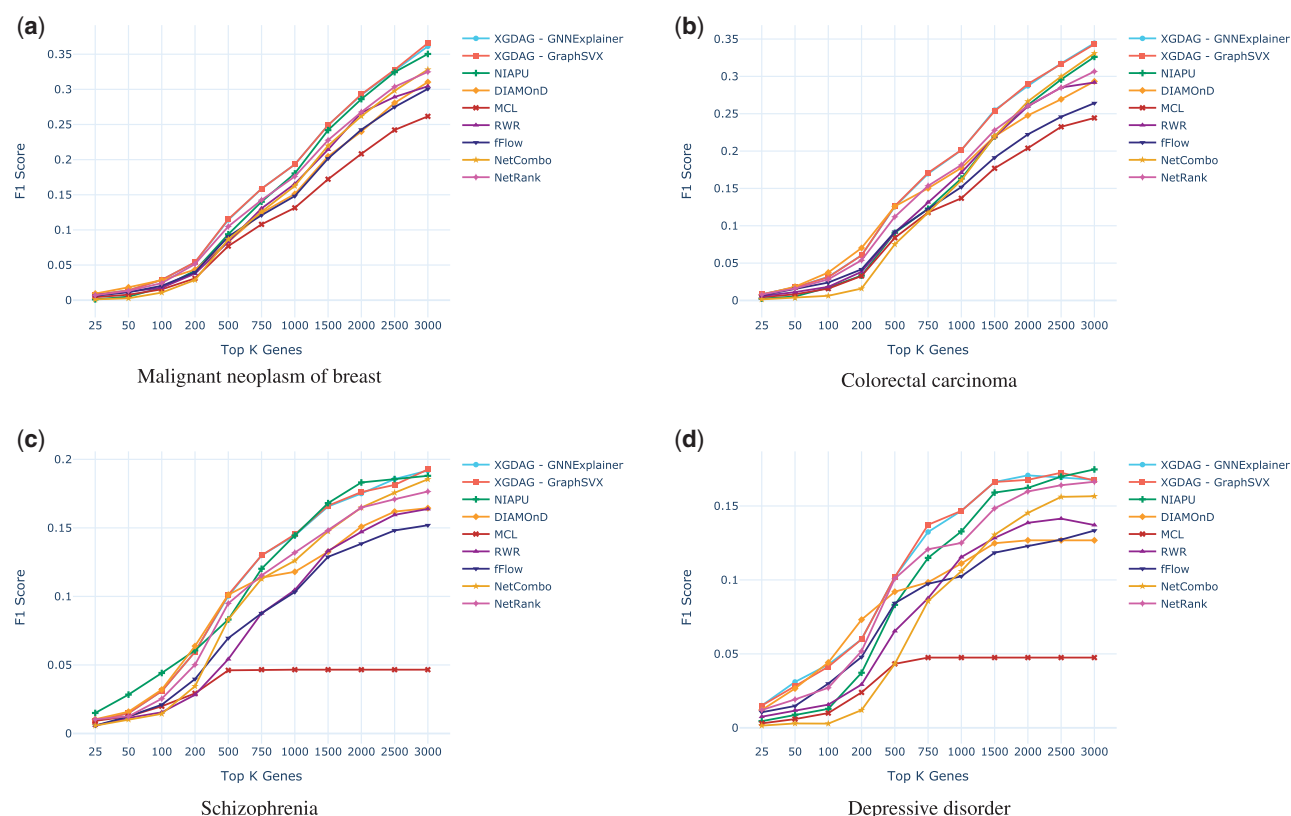 (a)
F1 Score
0.35
0.3
0.25
0.2
0.15
0.1
0.05
0
25 50 100 200 500 750 1000 1500 2000 2500 3000
Top K Genes
XGDAG - GNNExplainer
XGDAG - GraphSVX
NIAPU
DIAMOnD
MCL
RWR
fFlow
NetCombo
NetRank
Malignant neoplasm of breast
(b)
F1 Score
0.35
0.3
0.25
0.2
0.15
0.1
0.05
0
25 50 100 200 500 750 1000 1500 2000 2500 3000
Top K Genes
XGDAG - GNNExplainer
XGDAG - GraphSVX
NIAPU
DIAMOnD
MCL
RWR
fFlow
NetCombo
NetRank
Colorectal carcinoma
(c)
F1 Score
0.2
0.15
0.1
0.05
0
25 50 100 200 500 750 1000 1500 2000 2500 3000
Top K Genes
XGDAG - GNNExplainer
XGDAG - GraphSVX
NIAPU
DIAMOnD
MCL
RWR
fFlow
NetCombo
NetRank
Schizophrenia
(d)
F1 Score
0.15
0.1
0.05
0
25 50 100 200 500 750 1000 1500 2000 2500 3000
Top K Genes
XGDAG - GNNExplainer
XGDAG - GraphSVX
NIAPU
DIAMOnD
MCL
RWR
fFlow
NetCombo
NetRank
Depressive disorder